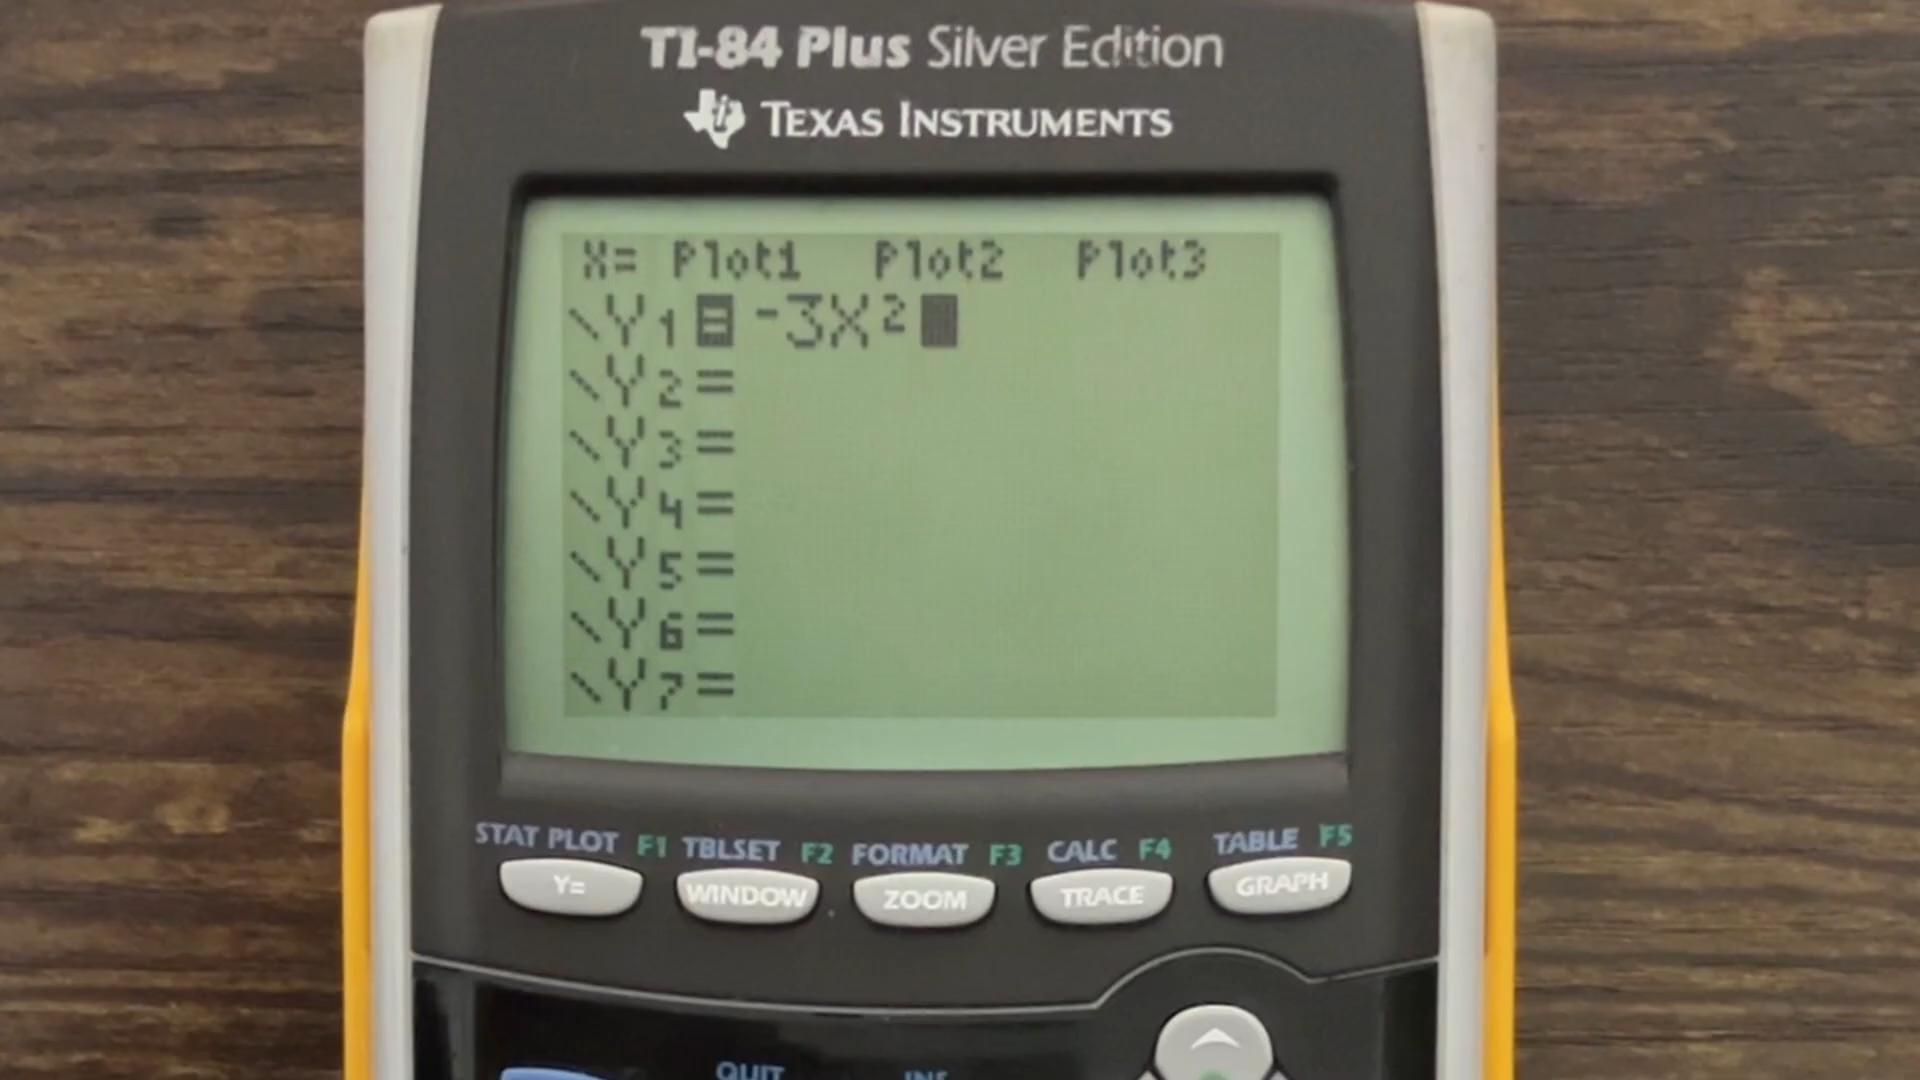 TI-84 Plus Silver Edition
TEXAS INSTRUMENTS
X= Plot1 Plot2 Plot3
\Y₁=⁻3X²
\Y₂=
\Y₃=
\Y₄=
\Y₅=
\Y₆=
\Y₇=
STAT PLOT F1 TBLSET F2 FORMAT F3 CALC F4 TABLE F5
Y= WINDOW ZOOM TRACE GRAPH
QUIT